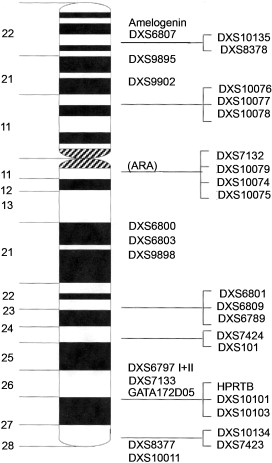 Amelogenin
22
DXS6807
DXS10135
DXS8378
DXS9895
21
DXS9902
DXS10076
DXS10077
DXS10078
11
DXS7132
(ARA)
DXS10079
11
DXS10074
12
DXS10075
13
DXS6800
DXS6803
21
DXS9898
22
DXS6801
DXS6809
23
DXS6789
24
DXS7424
DXS101
25
DXS6797 I+II
DXS7133
26
HPRTB
GATA172D05
DXS10101
DXS10103
27
DXS10134
28
DXS8377
DXS7423
DXS10011